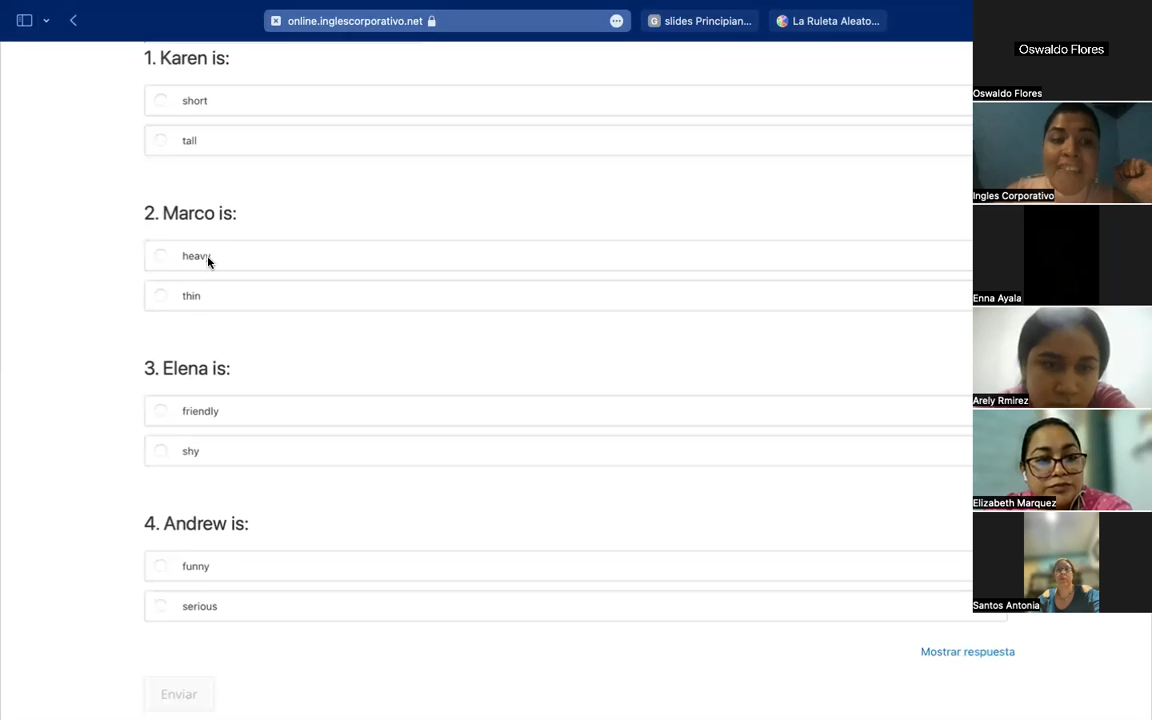 online.inglescorporativo.net
slides Principian...
La Ruleta Aleato...
Oswaldo Flores
Oswaldo Flores
Ingles Corporativo
Enna Ayala
Arely Rmirez
Elizabeth Marquez
Santos Antonia
1. Karen is:
short
tall
2. Marco is:
heavy
thin
3. Elena is:
friendly
shy
4. Andrew is:
funny
serious
Mostrar respuesta
Enviar